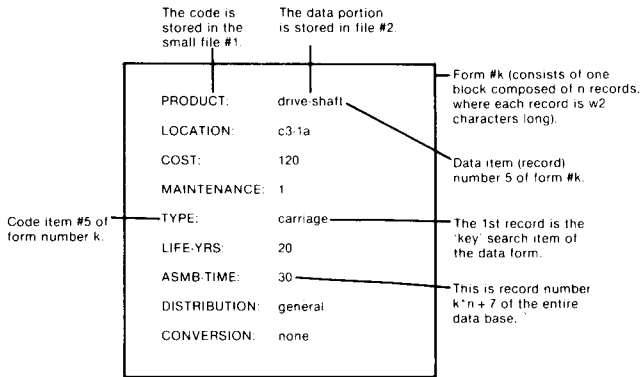 The code is
stored in the
small file #1.
The data portion
is stored in file #2.
Form #k (consists of one
block composed of n records,
where each record is w2
characters long).
PRODUCT: drive-shaft
LOCATION: c3-1a
COST: 120
Data item (record)
number 5 of form #k.
MAINTENANCE: 1
Code item #5 of
form number k.
TYPE: carriage
The 1st record is the
'key' search item of
the data form.
LIFE-YRS: 20
ASMB-TIME: 30
This is record number
k*n + 7 of the entire
data base.
DISTRIBUTION: general
CONVERSION: none